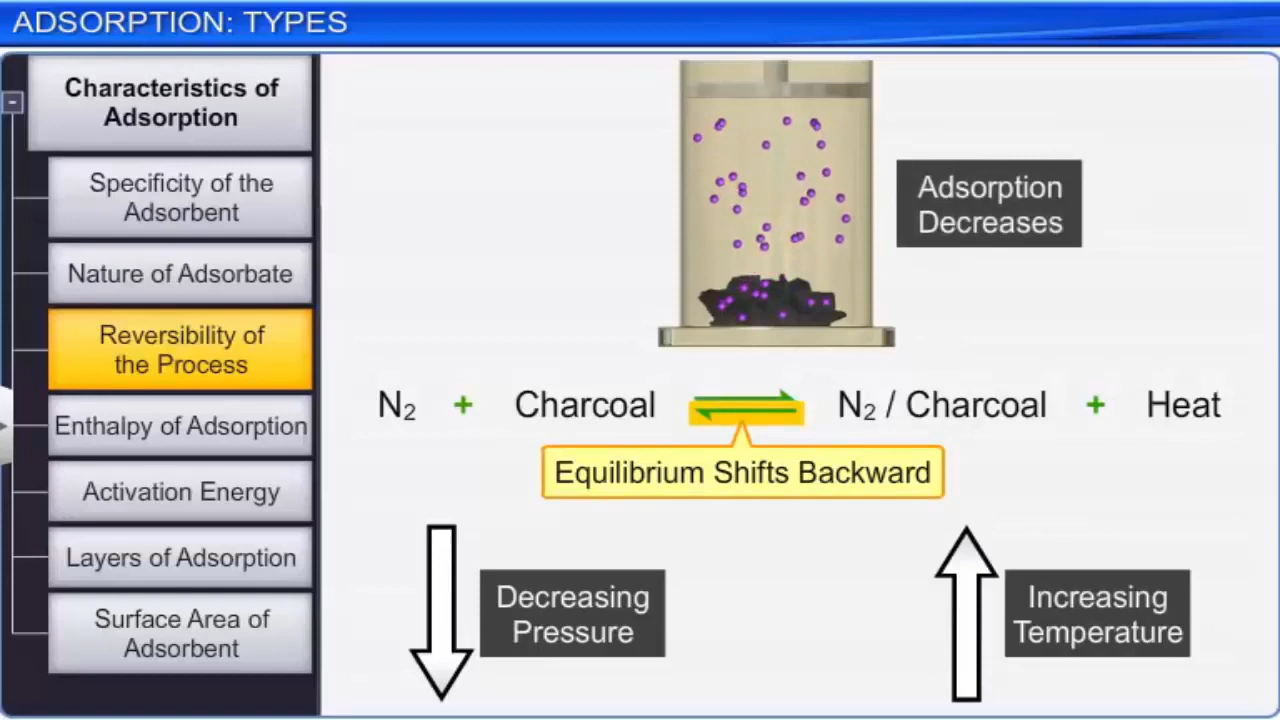 ADSORPTION: TYPES
-
Characteristics of
Adsorption
Specificity of the
Adsorbent
Nature of Adsorbate
Reversibility of
the Process
Enthalpy of Adsorption
Activation Energy
Layers of Adsorption
Surface Area of
Adsorbent
Adsorption
Decreases
N₂ + Charcoal ⇌ N₂ / Charcoal + Heat
Equilibrium Shifts Backward
Decreasing
Pressure
Increasing
Temperature